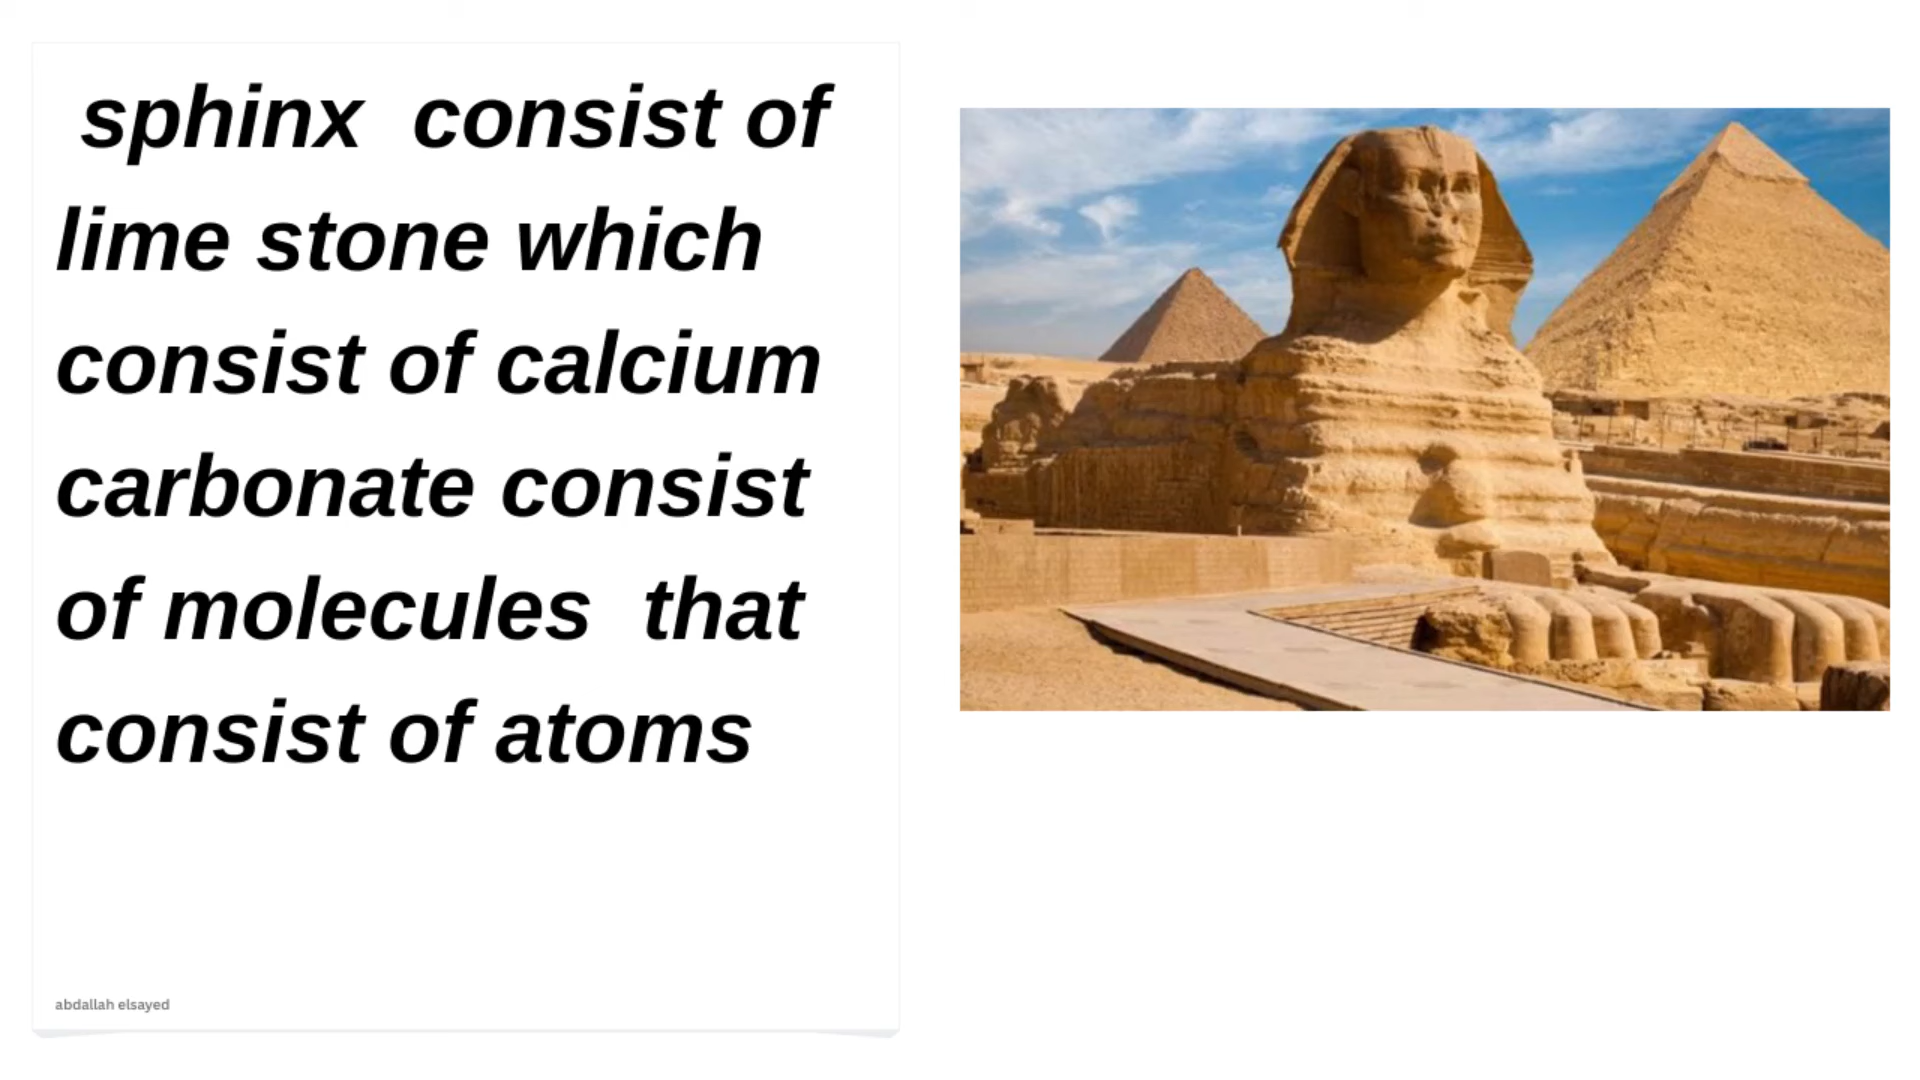 sphinx  consist of
lime stone which
consist of calcium
carbonate consist
of molecules  that
consist of atoms
abdallah elsayed